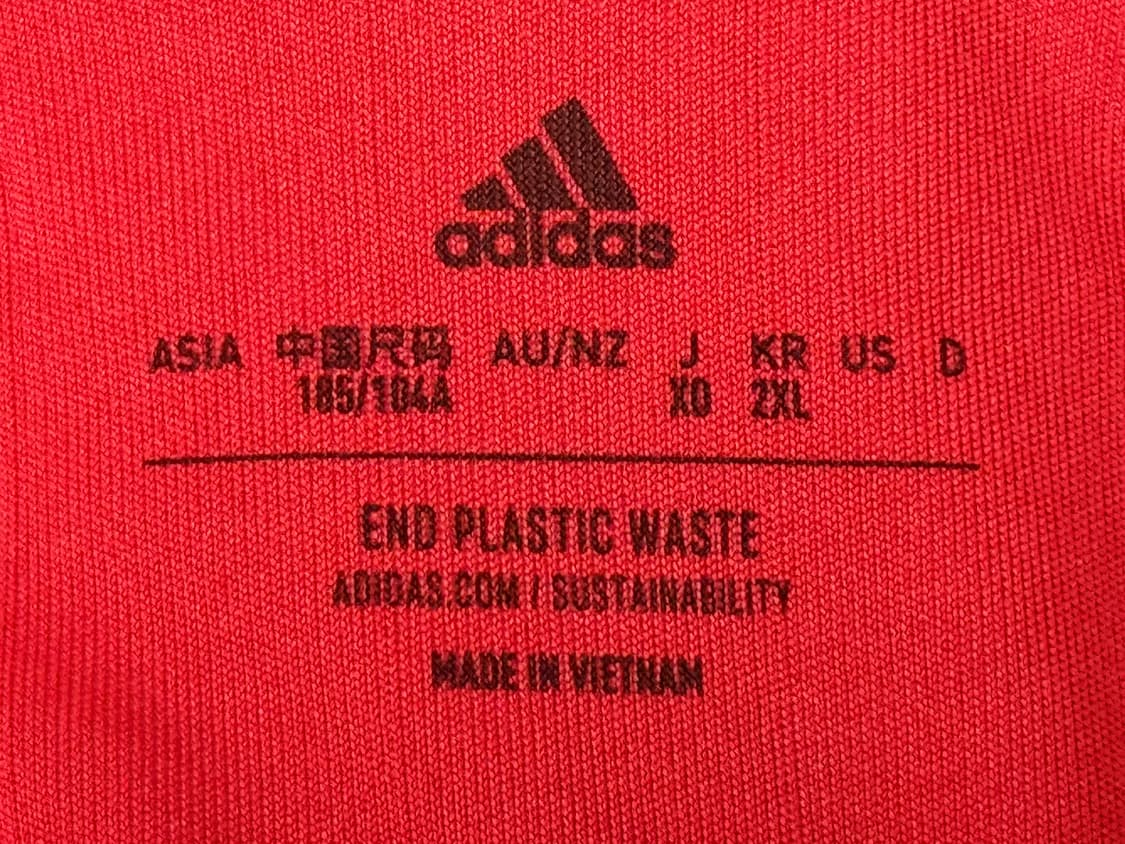 adidas
ASIA 中国尺码 AU/NZ J KR US D
185/104A XO 2XL
END PLASTIC WASTE
ADIDAS.COM / SUSTAINABILITY
MADE IN VIETNAM